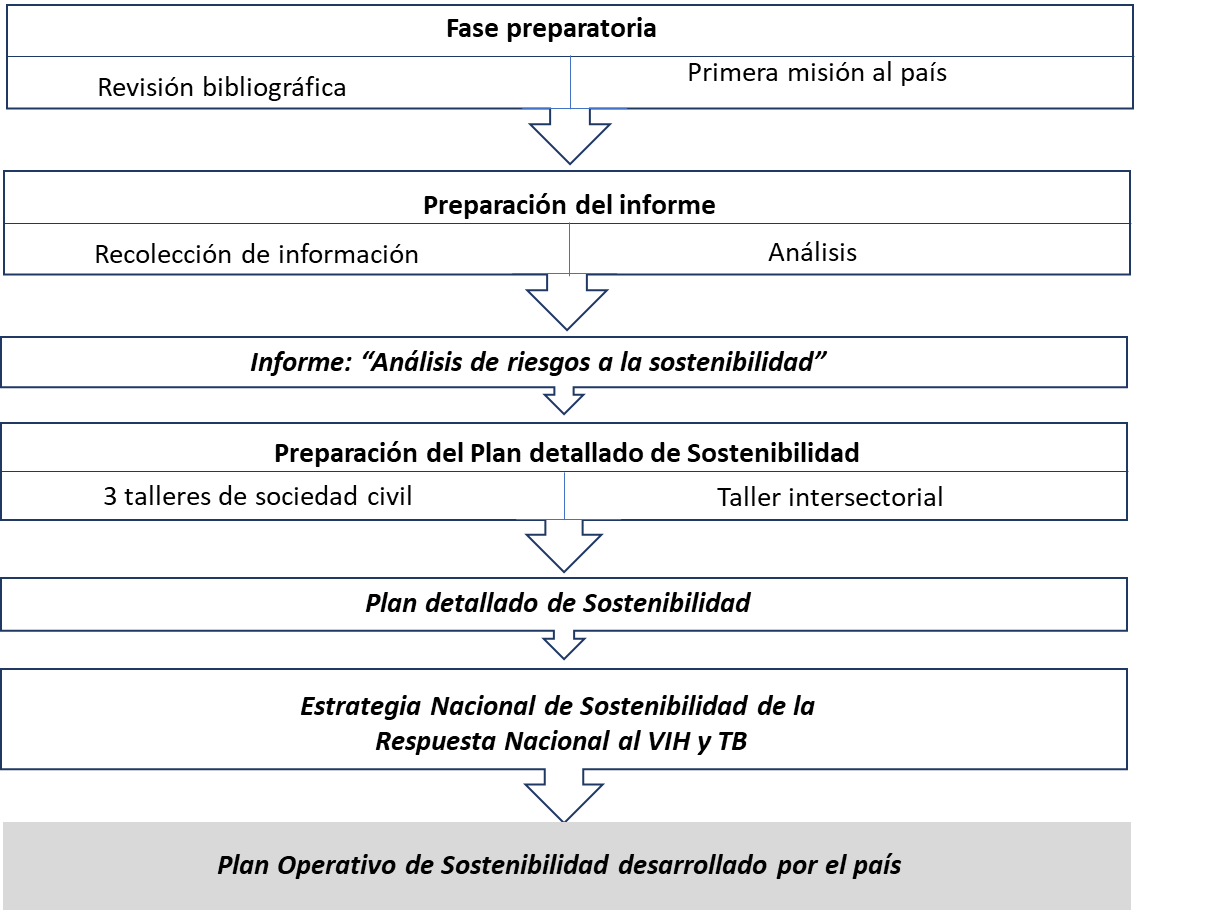 Fase preparatoria
Revisión bibliográfica
Primera misión al país
Preparación del informe
Recolección de información
Análisis
Informe: “Análisis de riesgos a la sostenibilidad”
Preparación del Plan detallado de Sostenibilidad
3 talleres de sociedad civil
Taller intersectorial
Plan detallado de Sostenibilidad
Estrategia Nacional de Sostenibilidad de la
Respuesta Nacional al VIH y TB
Plan Operativo de Sostenibilidad desarrollado por el país